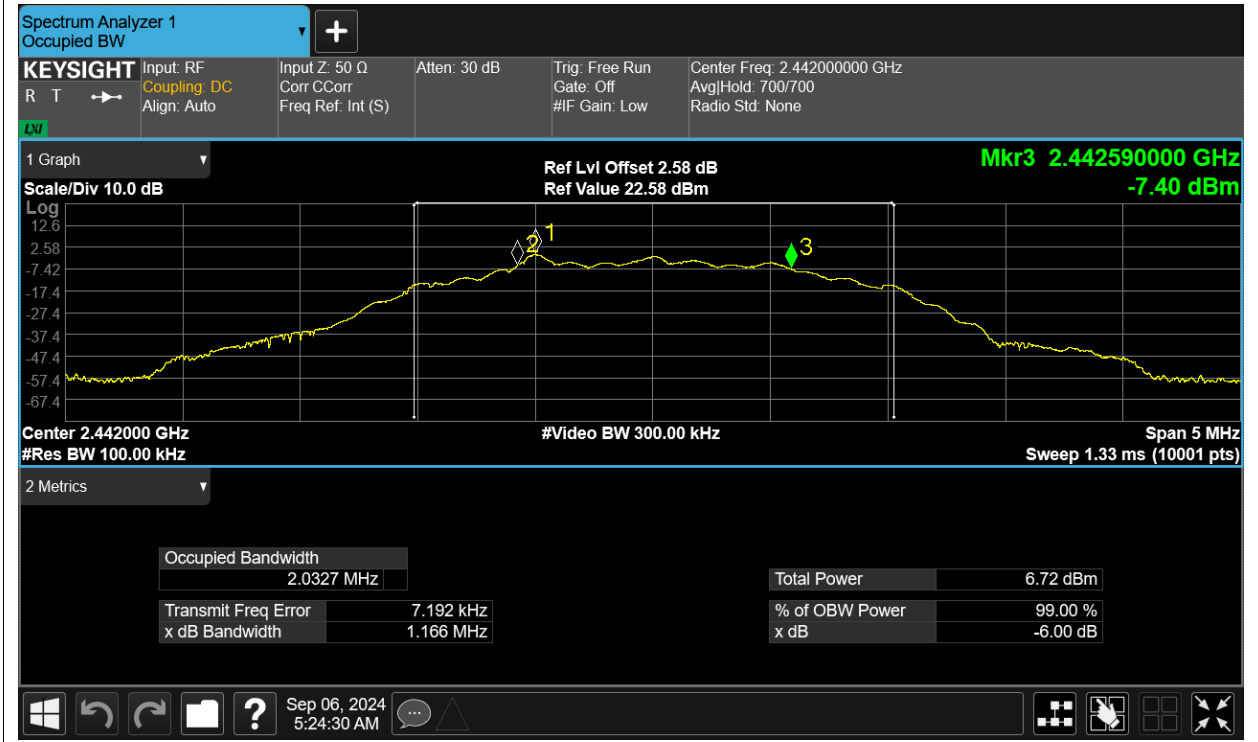 Spectrum Analyzer 1
Occupied BW
KEYSIGHT
R T
LXI
Input: RF
Coupling: DC
Align: Auto
Input Z: 50 Ω
Corr CCorr
Freq Ref: Int (S)
Atten: 30 dB
Trig: Free Run
Gate: Off
#IF Gain: Low
Center Freq: 2.442000000 GHz
Avg|Hold: 700/700
Radio Std: None
1 Graph
Scale/Div 10.0 dB
Ref Lvl Offset 2.58 dB
Ref Value 22.58 dBm
Mkr3 2.442590000 GHz
-7.40 dBm
Log
12.6
2.58
-7.42
-17.4
-27.4
-37.4
-47.4
-57.4
-67.4
1
2
3
Center 2.442000 GHz
#Video BW 300.00 kHz
Span 5 MHz
#Res BW 100.00 kHz
Sweep 1.33 ms (10001 pts)
2 Metrics
Occupied Bandwidth
2.0327 MHz
Total Power 6.72 dBm
Transmit Freq Error 7.192 kHz
% of OBW Power 99.00 %
x dB Bandwidth 1.166 MHz
x dB -6.00 dB
?
Sep 06, 2024
5:24:30 AM